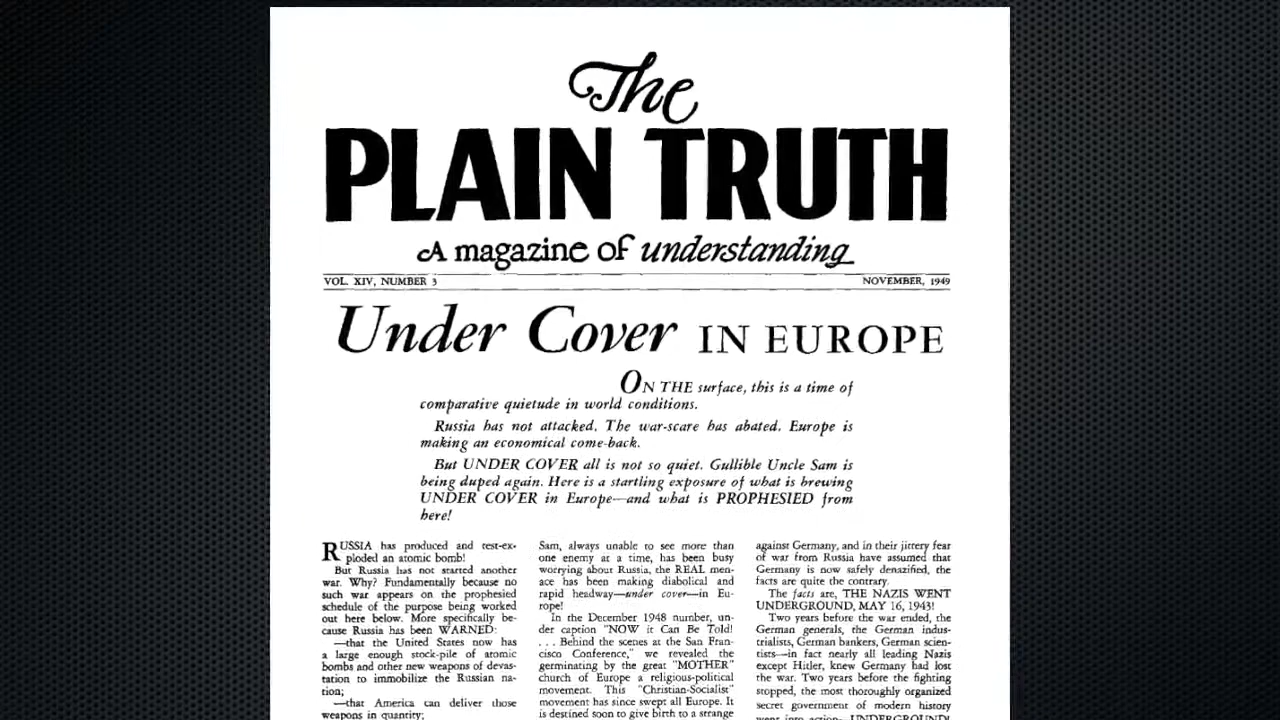 The
PLAIN TRUTH
A magazine of understanding
VOL. XIV, NUMBER 3
NOVEMBER, 1949
Under Cover IN EUROPE
ON THE surface, this is a time of
comparative quietude in world conditions.
Russia has not attacked. The war-scare has abated. Europe is
making an economical come-back.
But UNDER COVER all is not so quiet. Gullible Uncle Sam is
being duped again. Here is a startling exposure of what is brewing
UNDER COVER in Europe—and what is PROPHESIED from
here!
RUSSIA has produced and test-ex-
ploded an atomic bomb!
But Russia has not started another
war. Why? Fundamentally because no
such war appears on the prophesied
schedule of the purpose being worked
out here below. More specifically be-
cause Russia has been WARNED:
—that the United States now has
a large enough stock-pile of atomic
bombs and other new weapons of devas-
tation to immobilize the Russian na-
tion;
—that America can deliver those
weapons in quantity;
Sam, always unable to see more than
one enemy at a time, has been busy
worrying about Russia, the REAL men-
ace has been making diabolical and
rapid headway—under cover—in Eu-
rope!
In the December 1948 number, un-
der caption "NOW it Can Be Told!
. . . Behind the scenes at the San Fran-
cisco Conference," we revealed the
germinating by the great "MOTHER"
church of Europe a religious-political
movement. This "Christian-Socialist"
movement has since swept all Europe. It
is destined soon to give birth to a strange
against Germany, and in their jittery fear
of war from Russia have assumed that
Germany is now safely denazified, the
facts are quite the contrary.
The facts are, THE NAZIS WENT
UNDERGROUND, MAY 16, 1943!
Two years before the war ended, the
German generals, the German indus-
trialists, German bankers, German scien-
tists—in fact nearly all leading Nazis
except Hitler, knew Germany had lost
the war. Two years before the fighting
stopped, the most thoroughly organized
secret government of modern history
went into action—UNDERGROUND!